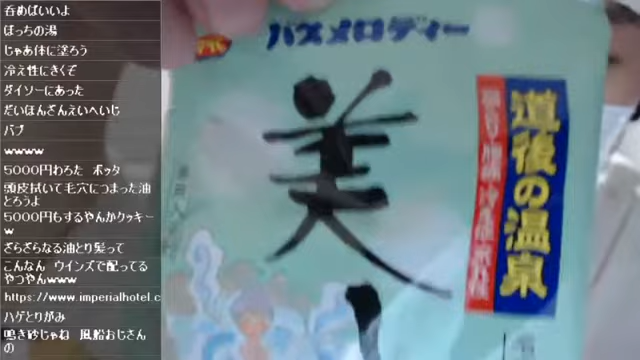 呑めばいいよ
ぼっちの湯
じゃあ体に塗ろう
冷え性にきくぞ
ダイソーにあった
だいほんざんえいへいじ
バブ
wwww
5000円わろた　ボッタ
頭皮拭いて毛穴につまった油
とろうよ
5000円もするやんかクッキー
w
さらさらなる油とり髪って
こんなん　ウインズで配ってる
やつやんwww
https://www.imperialhotel.c
ハゲとりがみ
鳴き砂じゃね　風船おじさん
の
バスメロディー
美
道後の温泉